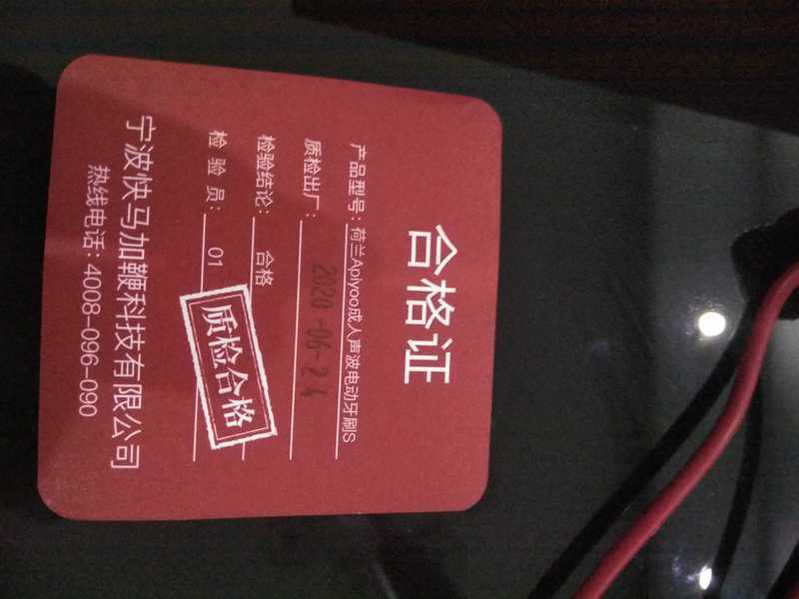 合格证
产品型号：荷兰Apiyoo成人声波电动牙刷S
质检出厂：2020-06-24
检验结论：合格
检 验 员：01
质检合格
宁波快马加鞭科技有限公司
热线电话：4008-096-090